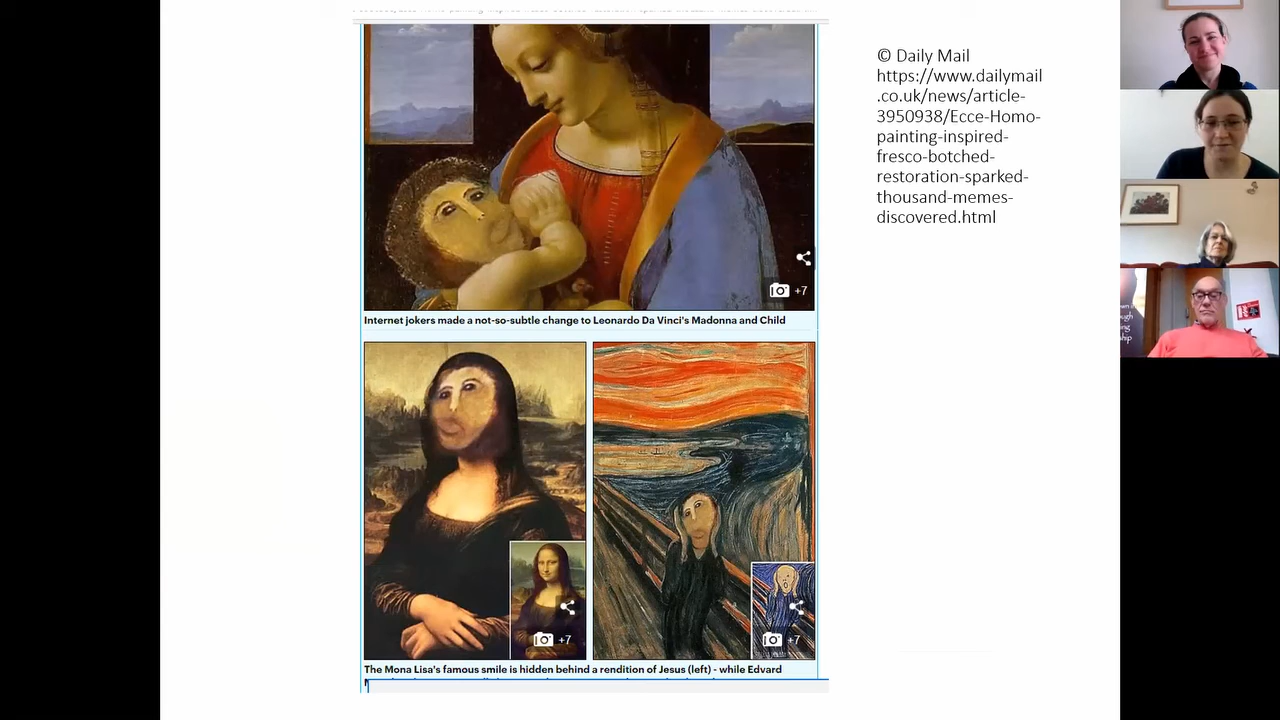 Internet jokers made a not-so-subtle change to Leonardo Da Vinci's Madonna and Child
+7
The Mona Lisa's famous smile is hidden behind a rendition of Jesus (left) - while Edvard
+7
+7
© Daily Mail
https://www.dailymail
.co.uk/news/article-
3950938/Ecce-Homo-
painting-inspired-
fresco-botched-
restoration-sparked-
thousand-memes-
discovered.html